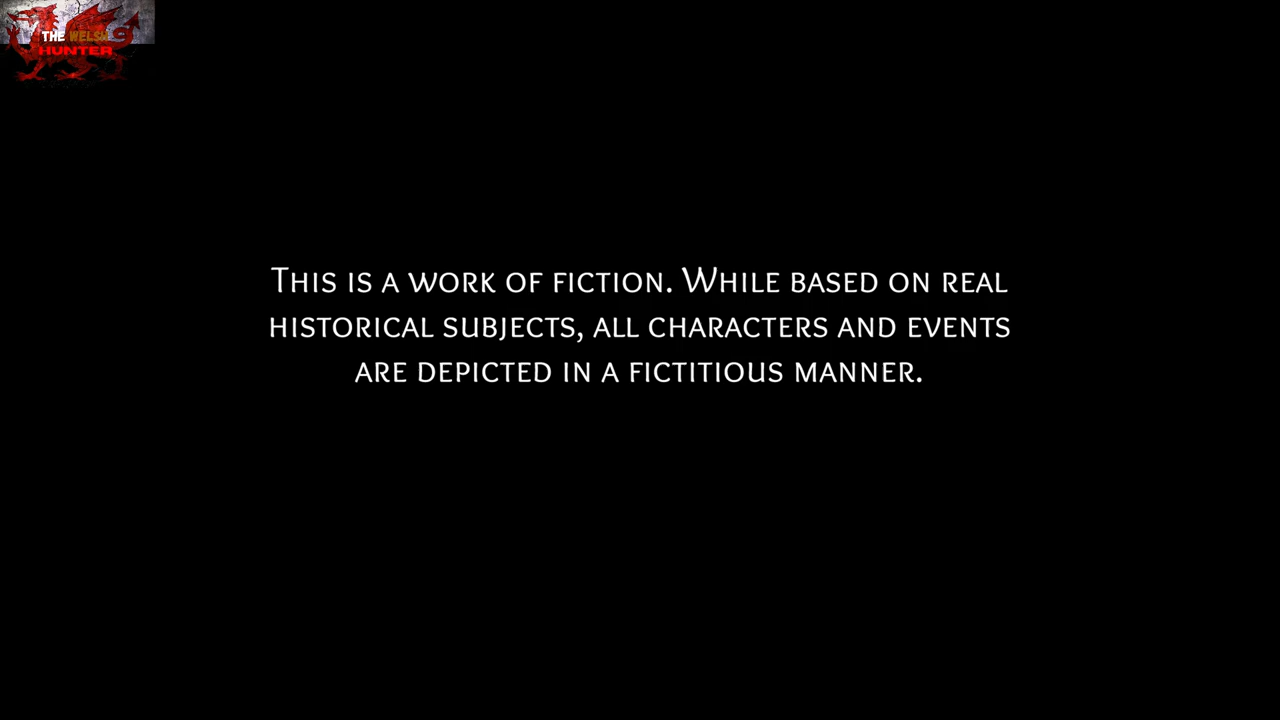 THE WELSH
HUNTER
THIS IS A WORK OF FICTION. WHILE BASED ON REAL
HISTORICAL SUBJECTS, ALL CHARACTERS AND EVENTS
ARE DEPICTED IN A FICTITIOUS MANNER.